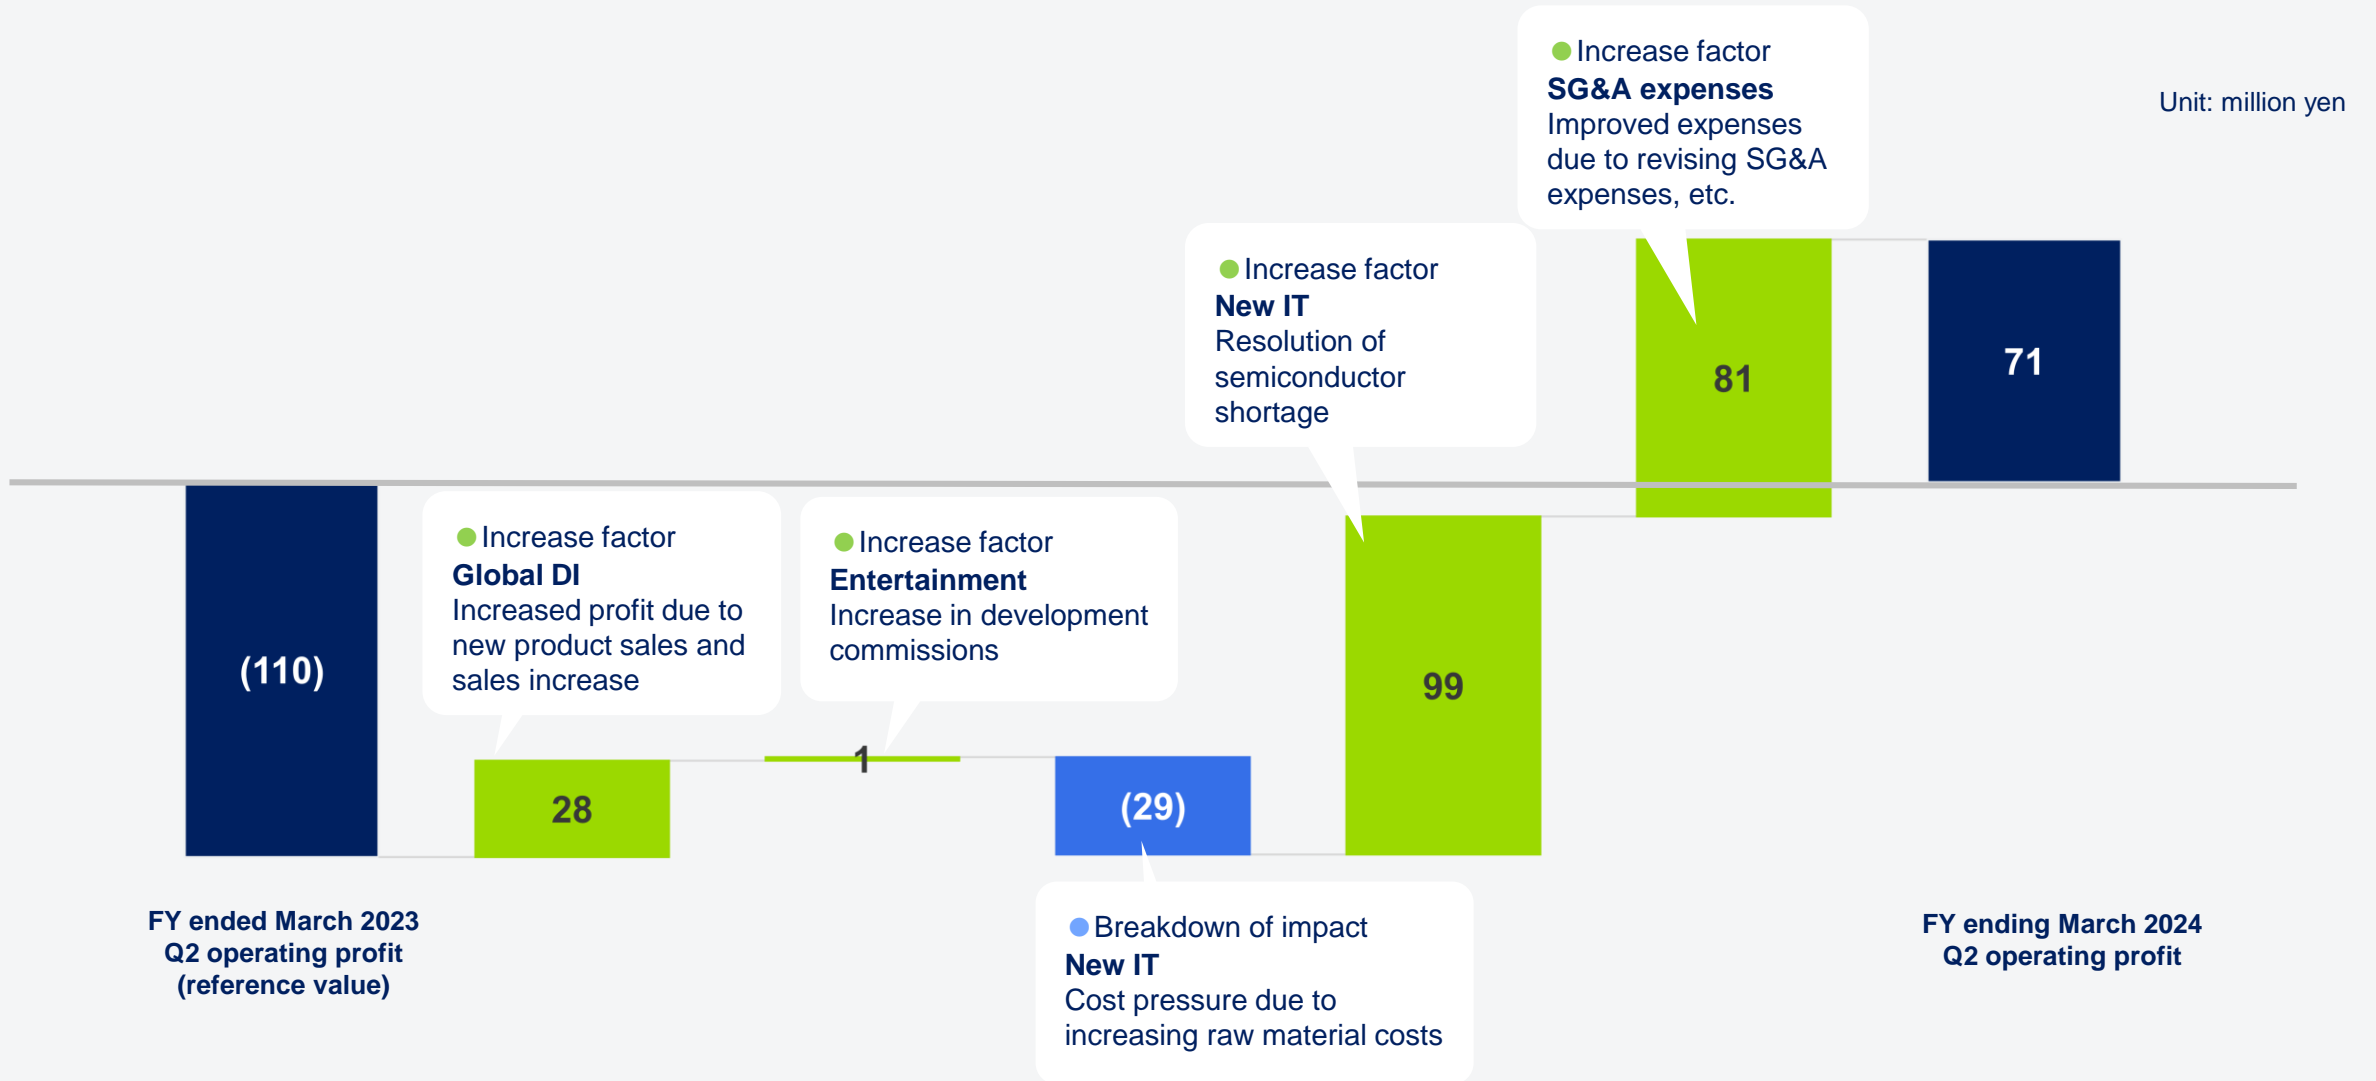 Unit: million yen
●Increase factor
SG&A expenses
Improved expenses
due to revising SG&A
expenses, etc.
●Increase factor
New IT
Resolution of
semiconductor
shortage
81
71
●Increase factor
Global DI
Increased profit due to
new product sales and
sales increase
●Increase factor
Entertainment
Increase in development
commissions
(110)
28
1
(29)
99
●Breakdown of impact
New IT
Cost pressure due to
increasing raw material costs
FY ended March 2023
Q2 operating profit
(reference value)
FY ending March 2024
Q2 operating profit